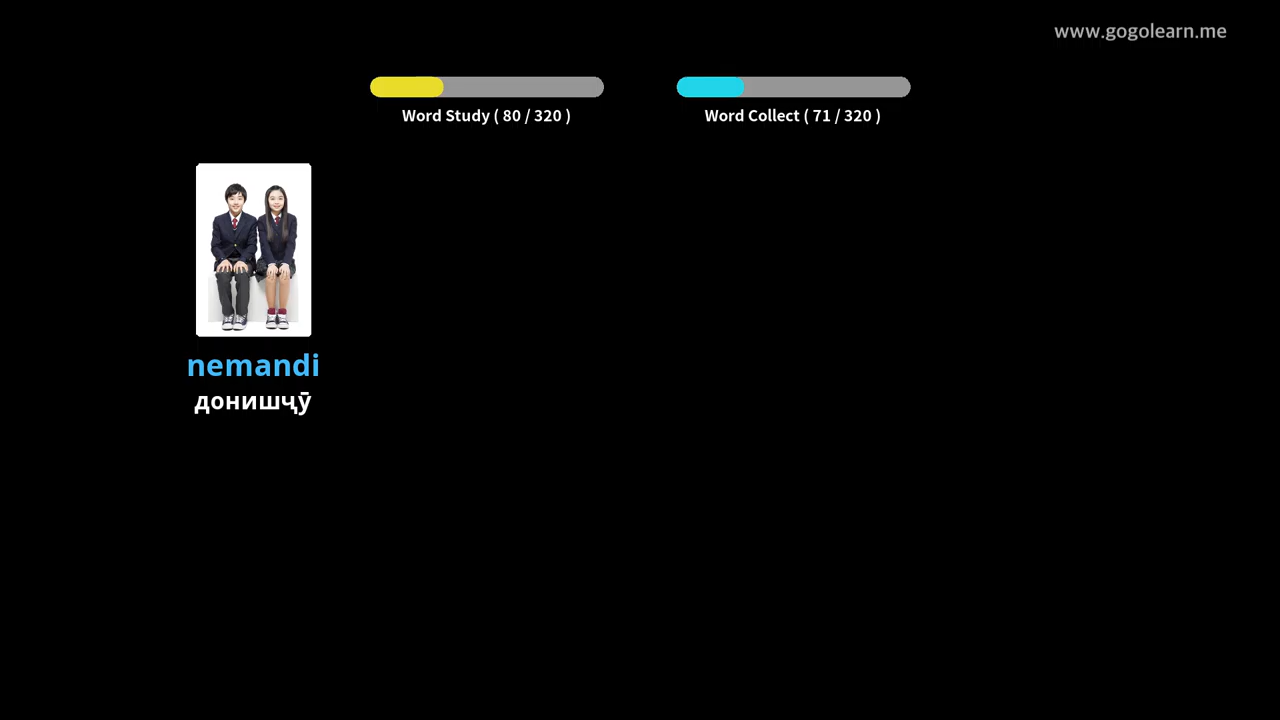 www.gogolearn.me
Word Study ( 80 / 320 )
Word Collect ( 71 / 320 )
nemandi
донишҷӯ